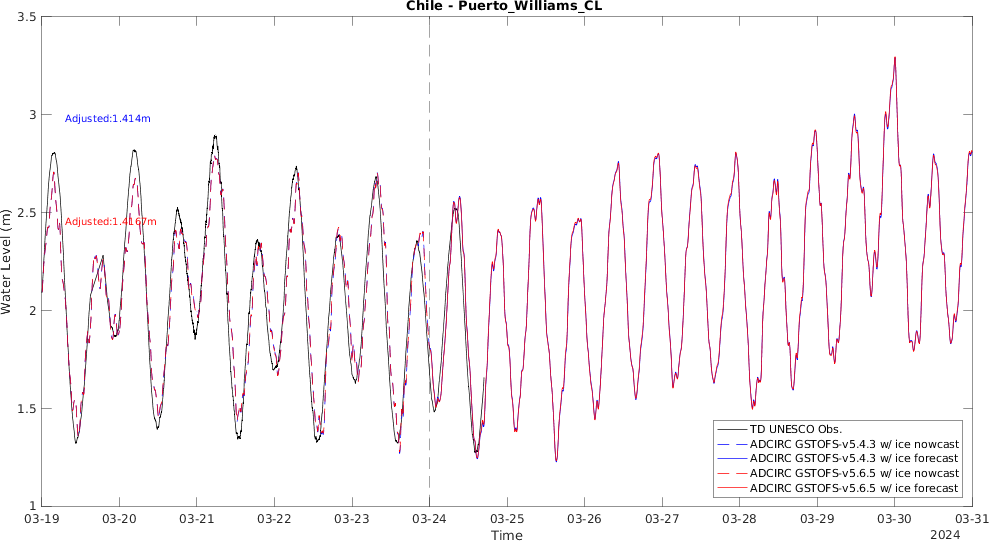 Chile - Puerto_Williams_CL
3.5
3
2.5
2
1.5
1
Water Level (m)
Adjusted:1.414m
Adjusted:1.4167m
TD UNESCO Obs.
ADCIRC GSTOFS-v5.4.3 w/ ice nowcast
ADCIRC GSTOFS-v5.4.3 w/ ice forecast
ADCIRC GSTOFS-v5.6.5 w/ ice nowcast
ADCIRC GSTOFS-v5.6.5 w/ ice forecast
03-19 03-20 03-21 03-22 03-23 03-24 03-25 03-26 03-27 03-28 03-29 03-30 03-31
Time
2024